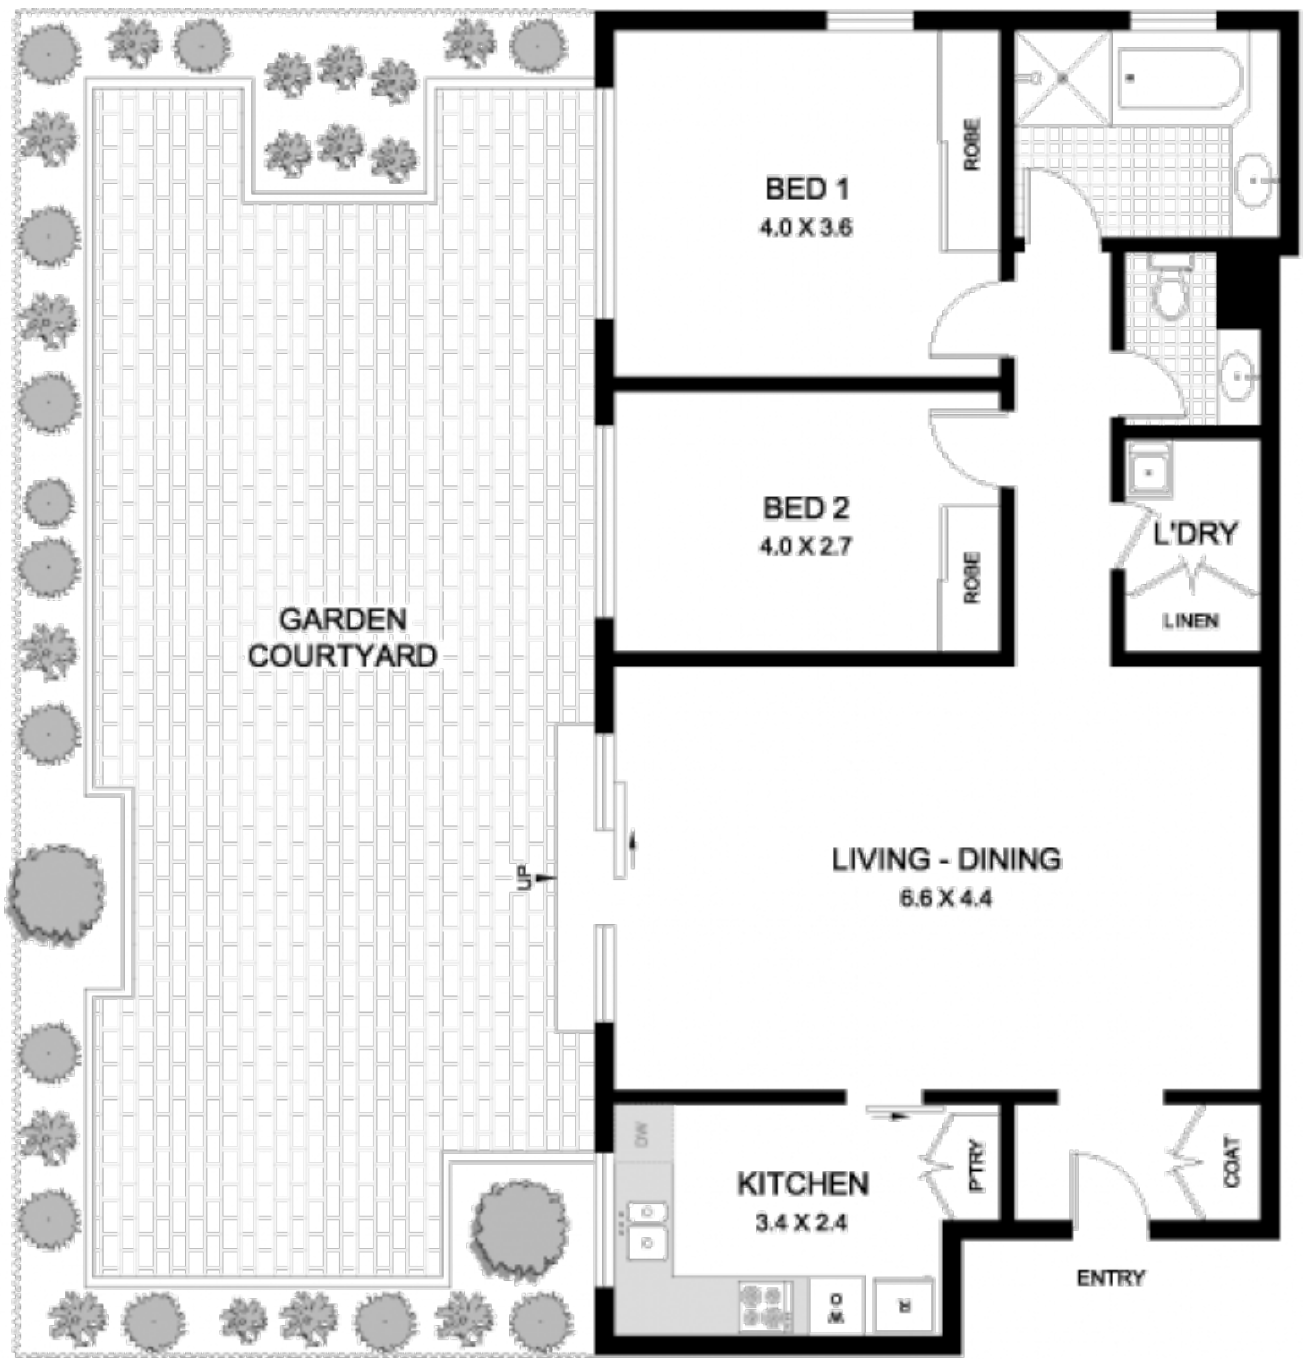 BED 1
4.0 X 3.6
ROBE
BED 2
4.0 X 2.7
ROBE
L'DRY
LINEN
GARDEN
COURTYARD
UP
LIVING - DINING
6.6 X 4.4
DW
KITCHEN
3.4 X 2.4
PTRY
COAT
WO
R
ENTRY